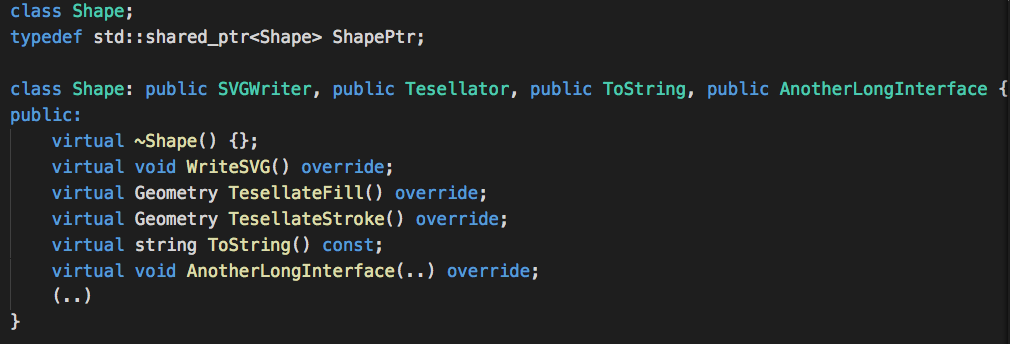 class Shape;
typedef std::shared_ptr<Shape> ShapePtr;
class Shape: public SVGWriter, public Tesellator, public ToString, public AnotherLongInterface {
public:
    virtual ~Shape() {};
    virtual void WriteSVG() override;
    virtual Geometry TesellateFill() override;
    virtual Geometry TesellateStroke() override;
    virtual string ToString() const;
    virtual void AnotherLongInterface(..) override;
    (..)
}